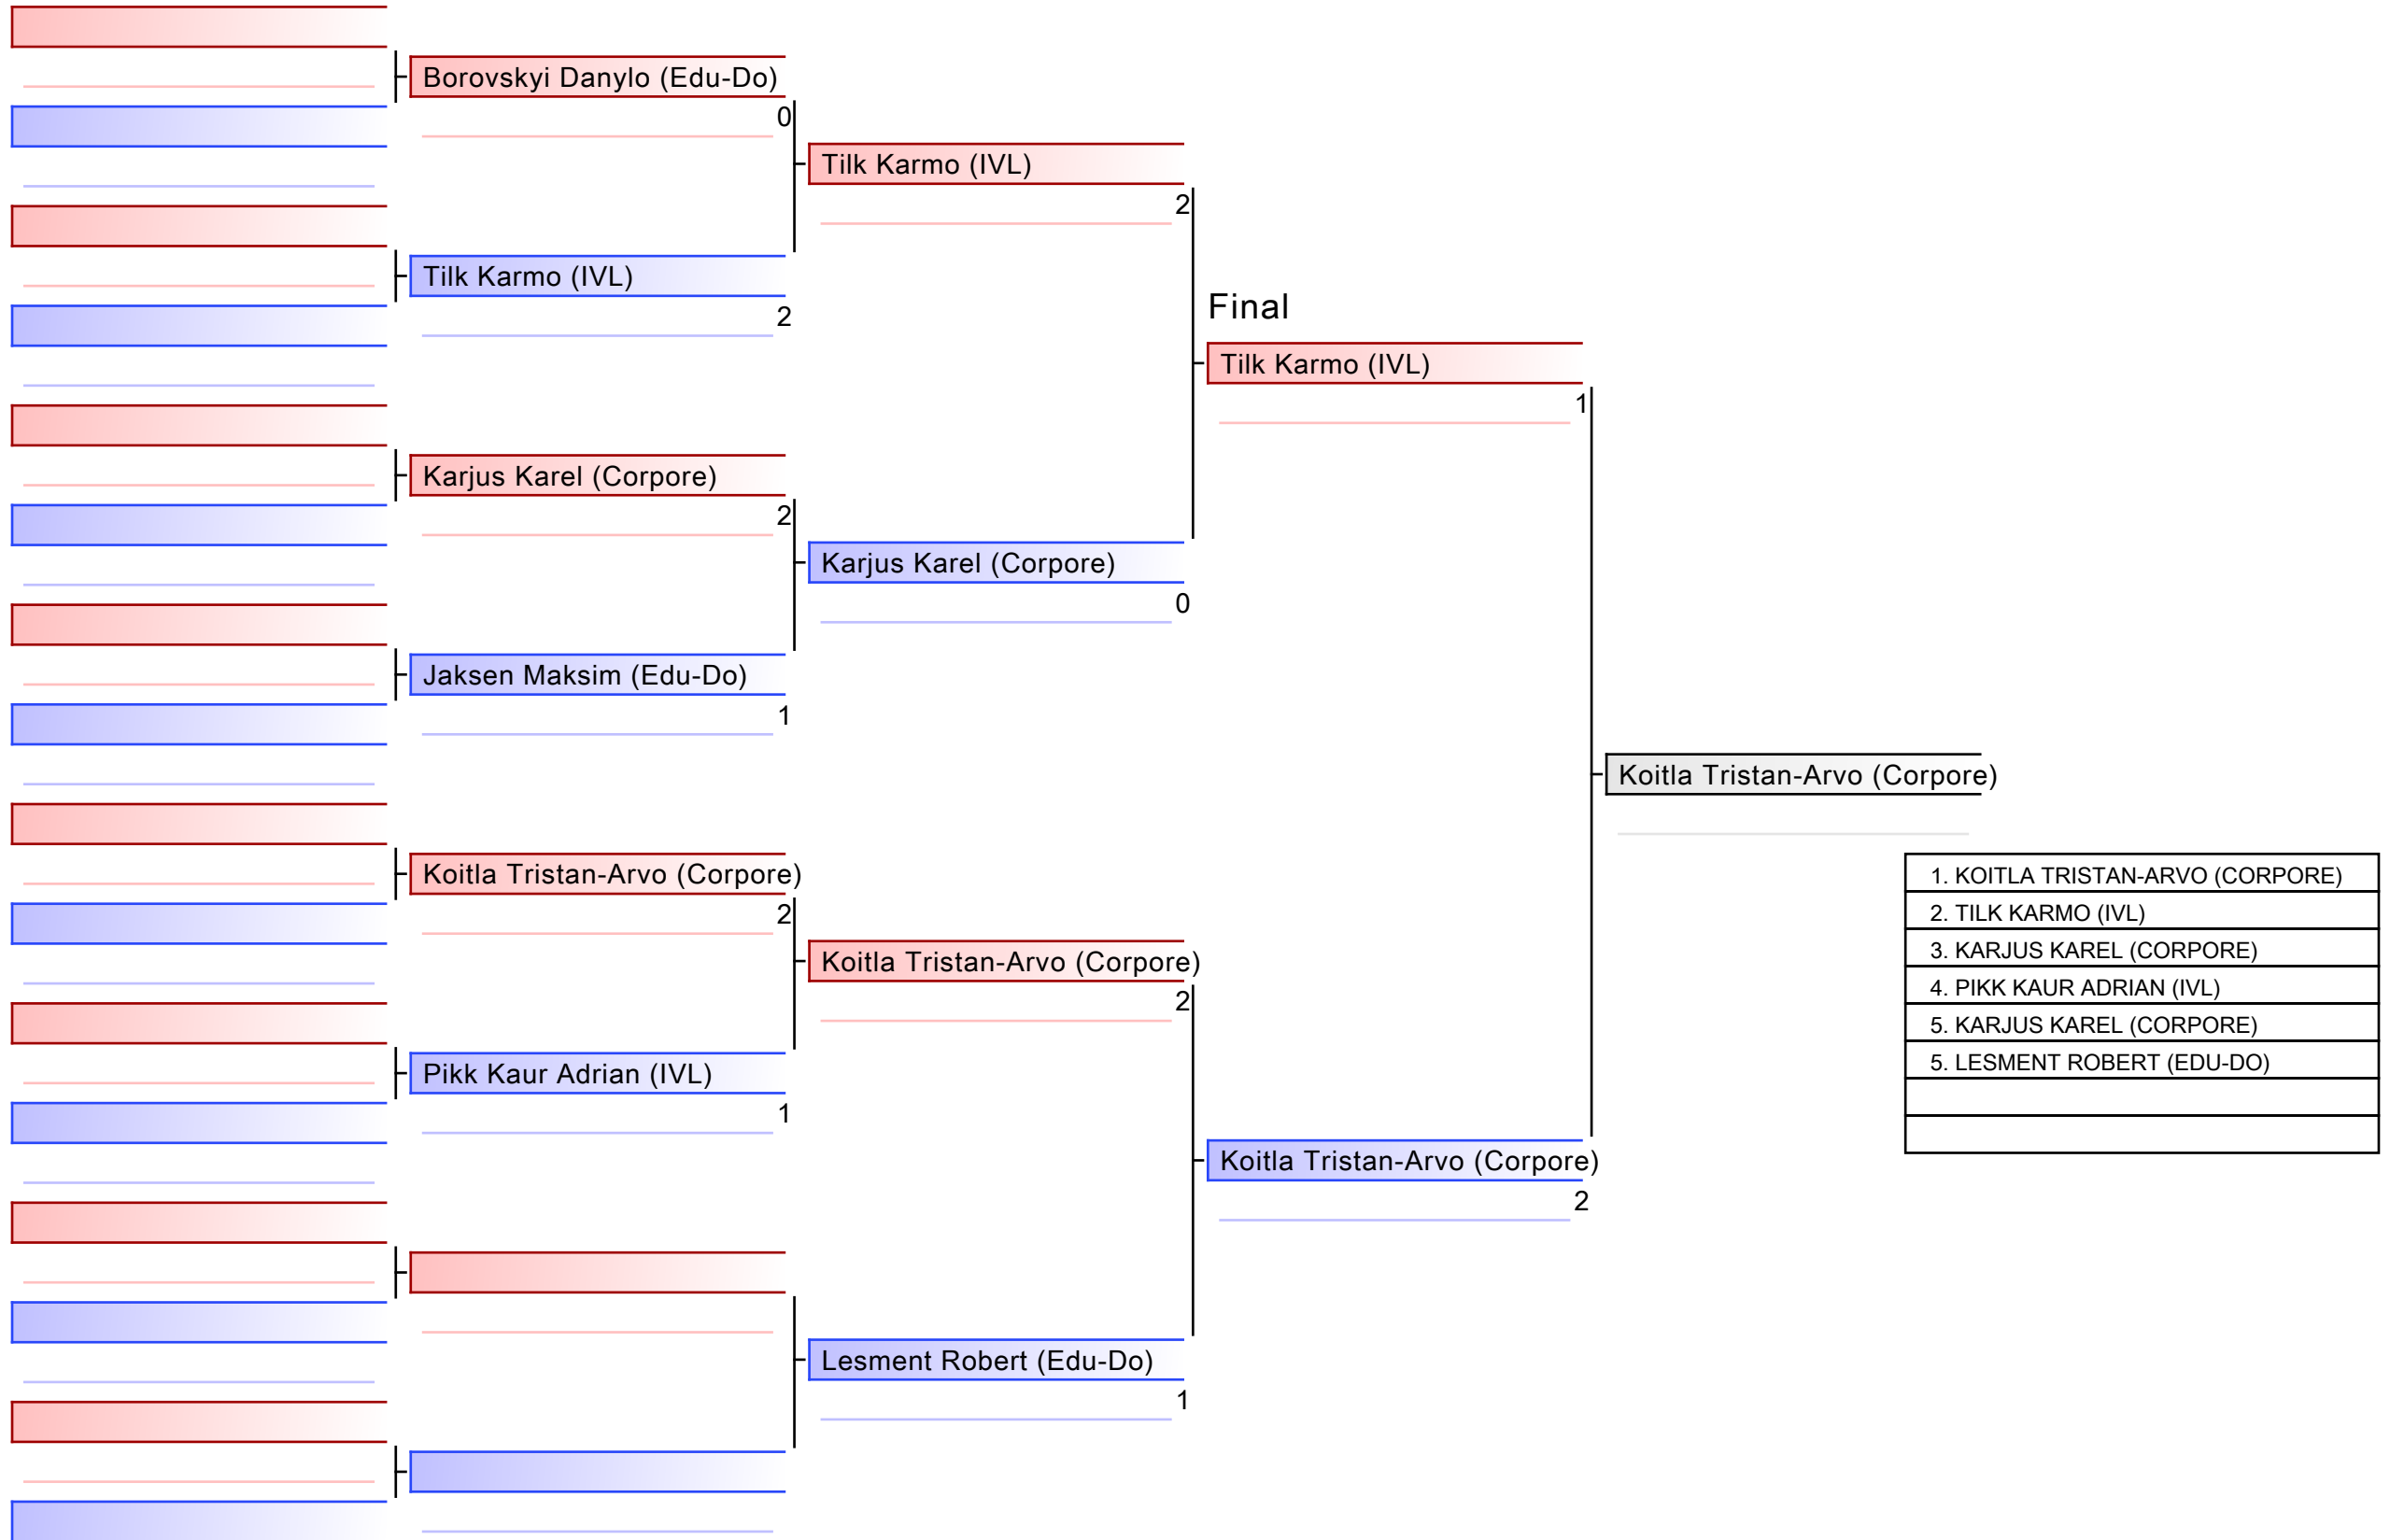 Borovskyi Danylo (Edu-Do)
0
Tilk Karmo (IVL)
2
Tilk Karmo (IVL)
2
Final
Tilk Karmo (IVL)
1
Karjus Karel (Corpore)
2
Karjus Karel (Corpore)
0
Jaksen Maksim (Edu-Do)
1
Koitla Tristan-Arvo (Corpore)
Koitla Tristan-Arvo (Corpore)
2
1. KOITLA TRISTAN-ARVO (CORPORE)
2. TILK KARMO (IVL)
3. KARJUS KAREL (CORPORE)
4. PIKK KAUR ADRIAN (IVL)
5. KARJUS KAREL (CORPORE)
5. LESMENT ROBERT (EDU-DO)
Koitla Tristan-Arvo (Corpore)
2
Pikk Kaur Adrian (IVL)
1
Koitla Tristan-Arvo (Corpore)
2
Lesment Robert (Edu-Do)
1